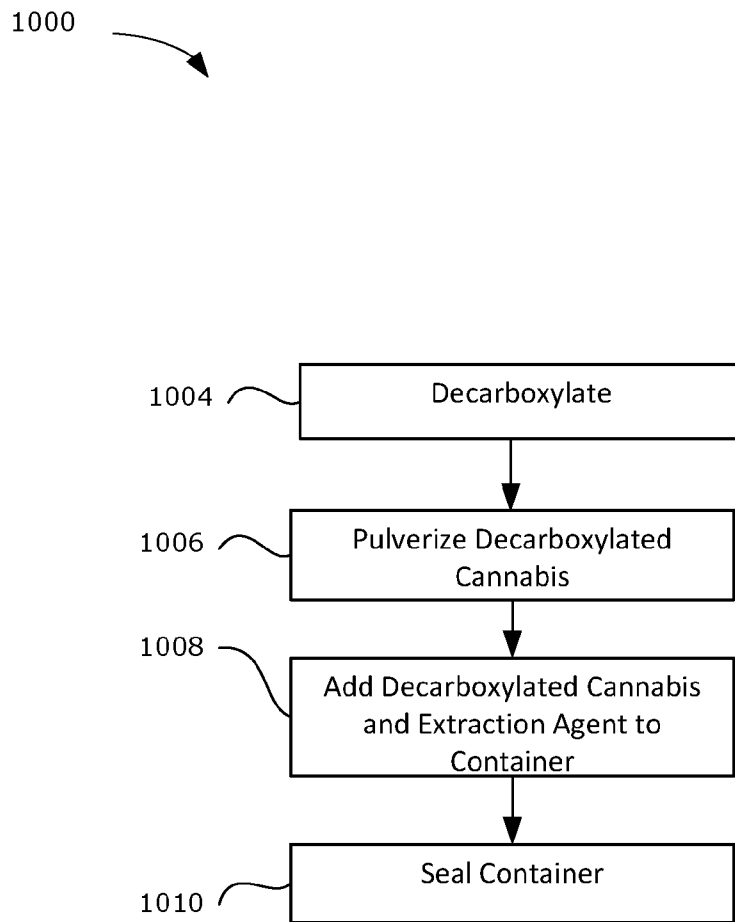 1000
1004
Decarboxylate
1006
Pulverize Decarboxylated
Cannabis
1008
Add Decarboxylated Cannabis
and Extraction Agent to
Container
1010
Seal Container